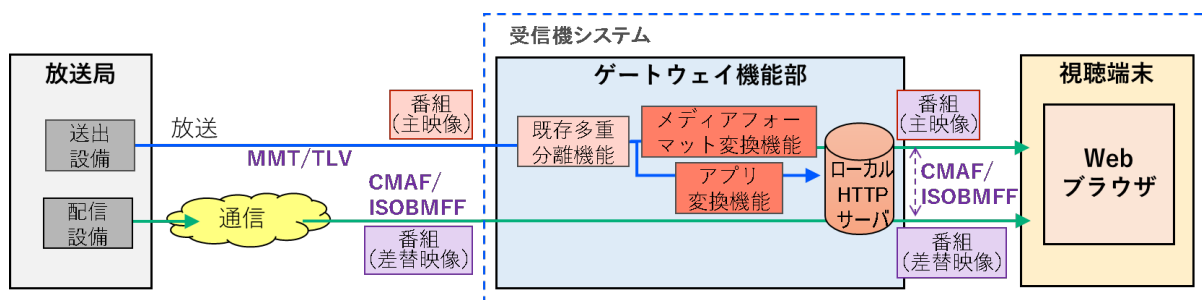 受信機システム
放送局
送出
設備
配信
設備
放送
MMT/TLV
番組
(主映像)
通信
CMAF/
ISOBMFF
番組
(差替映像)
ゲートウェイ機能部
既存多重
分離機能
メディアフォー
マット変換機能
アプリ
変換機能
ローカル
HTTP
サーバ
番組
(主映像)
CMAF/
ISOBMFF
番組
(差替映像)
視聴端末
Web
ブラウザ